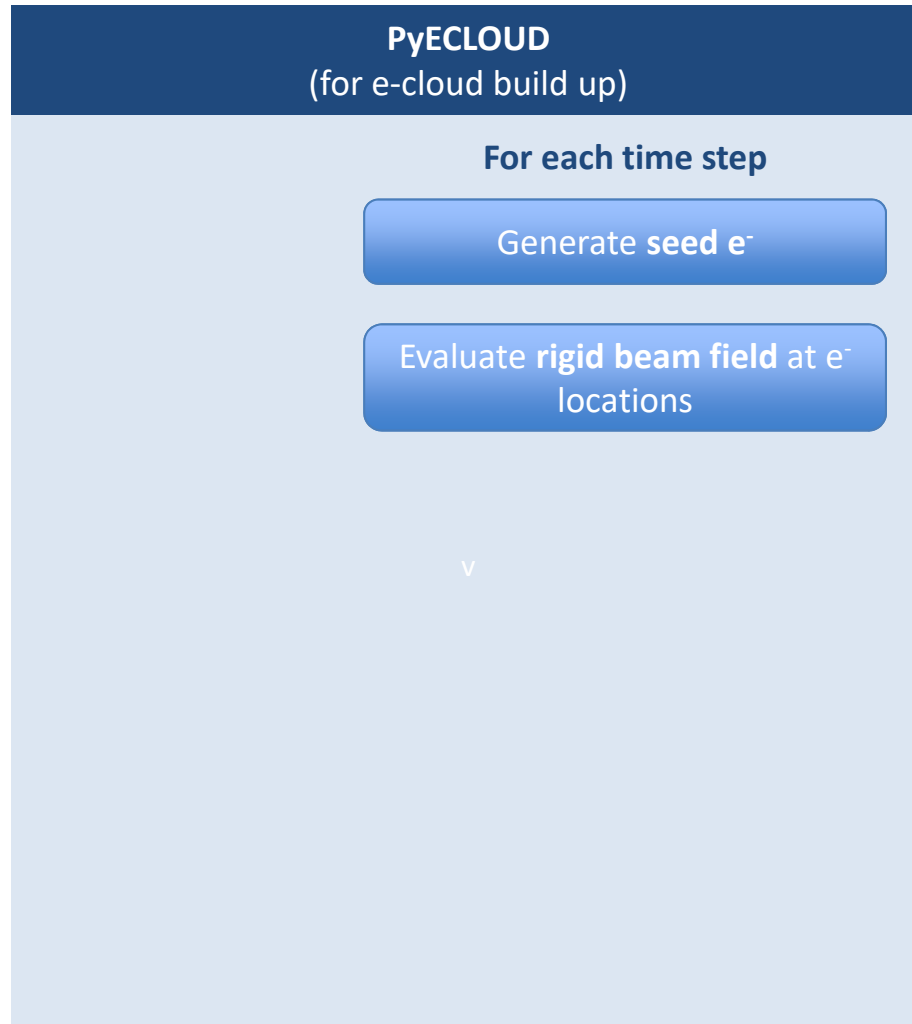 PyECLOUD
(for e-cloud build up)
For each time step
Generate seed e⁻
Evaluate rigid beam field at e⁻
locations
v